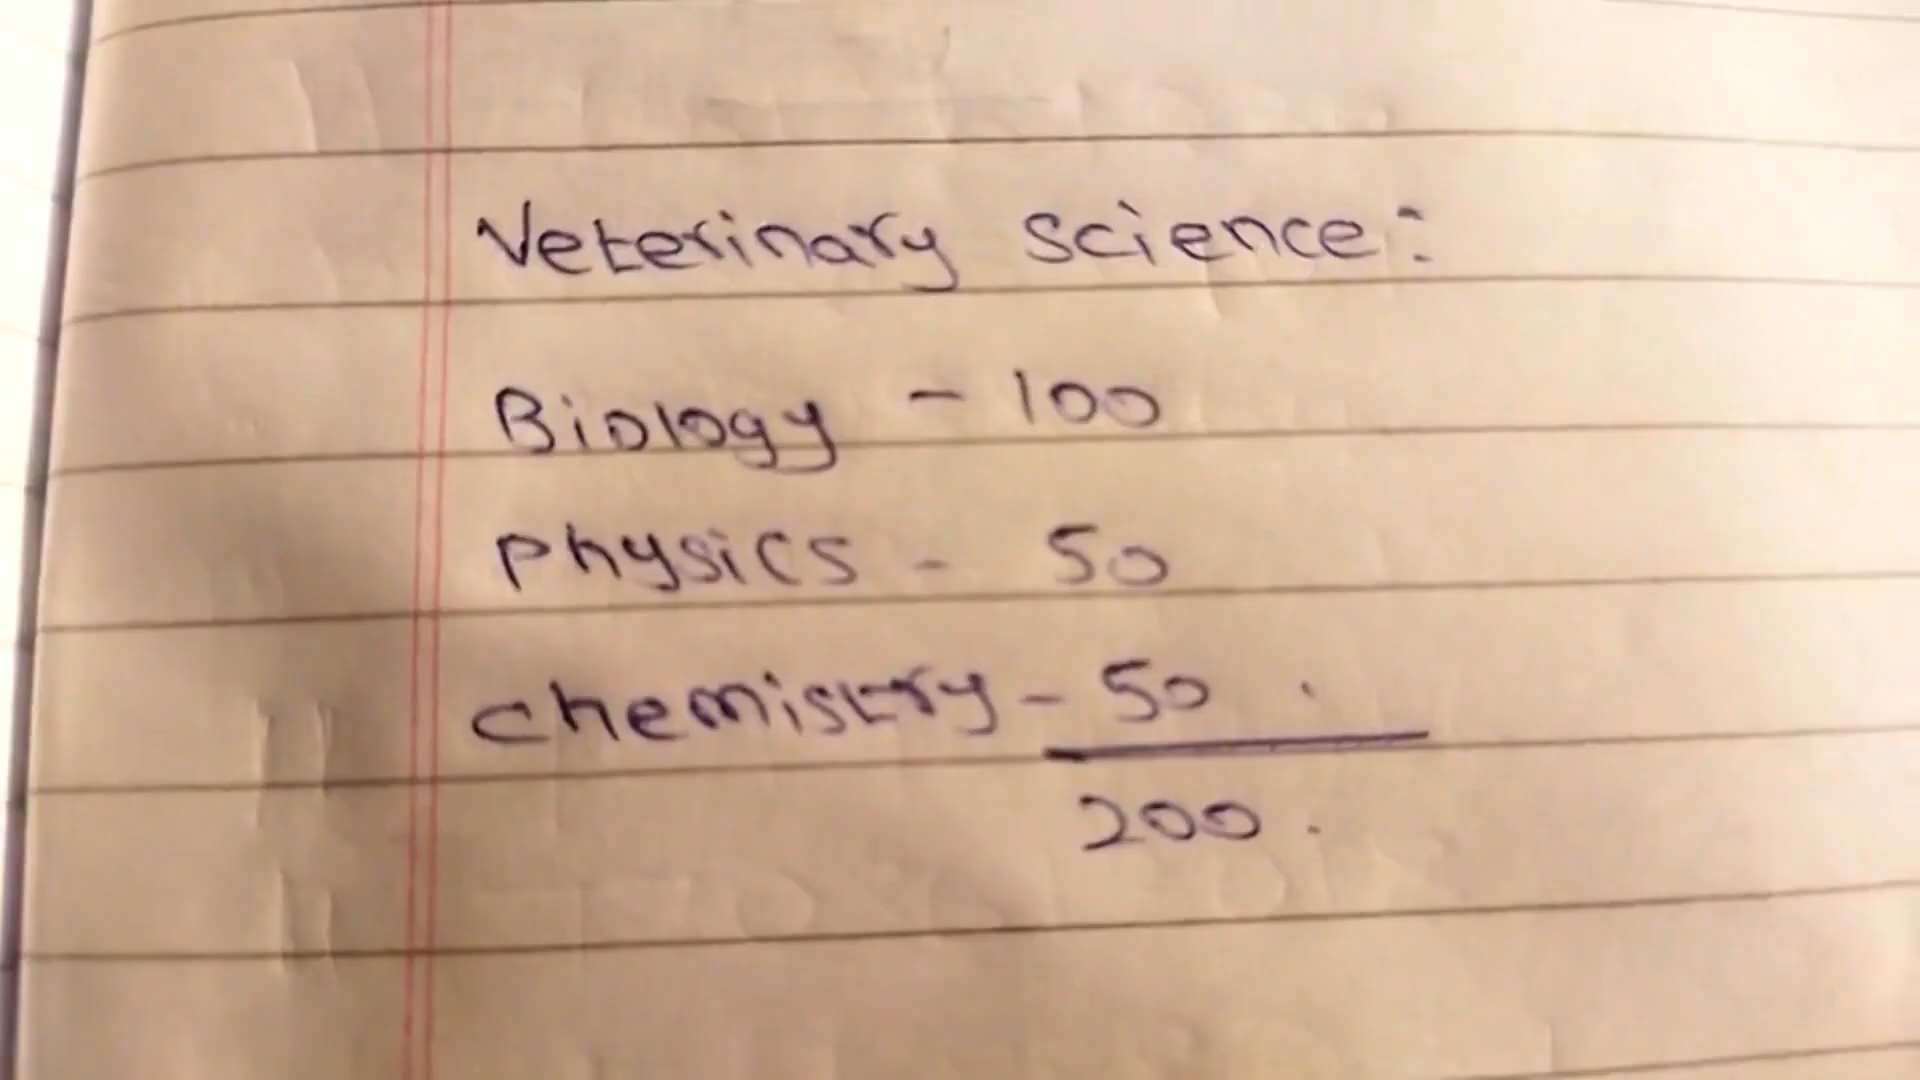 Veterinary science:
Biology - 100
Physics - 50
chemistry - 50
200.